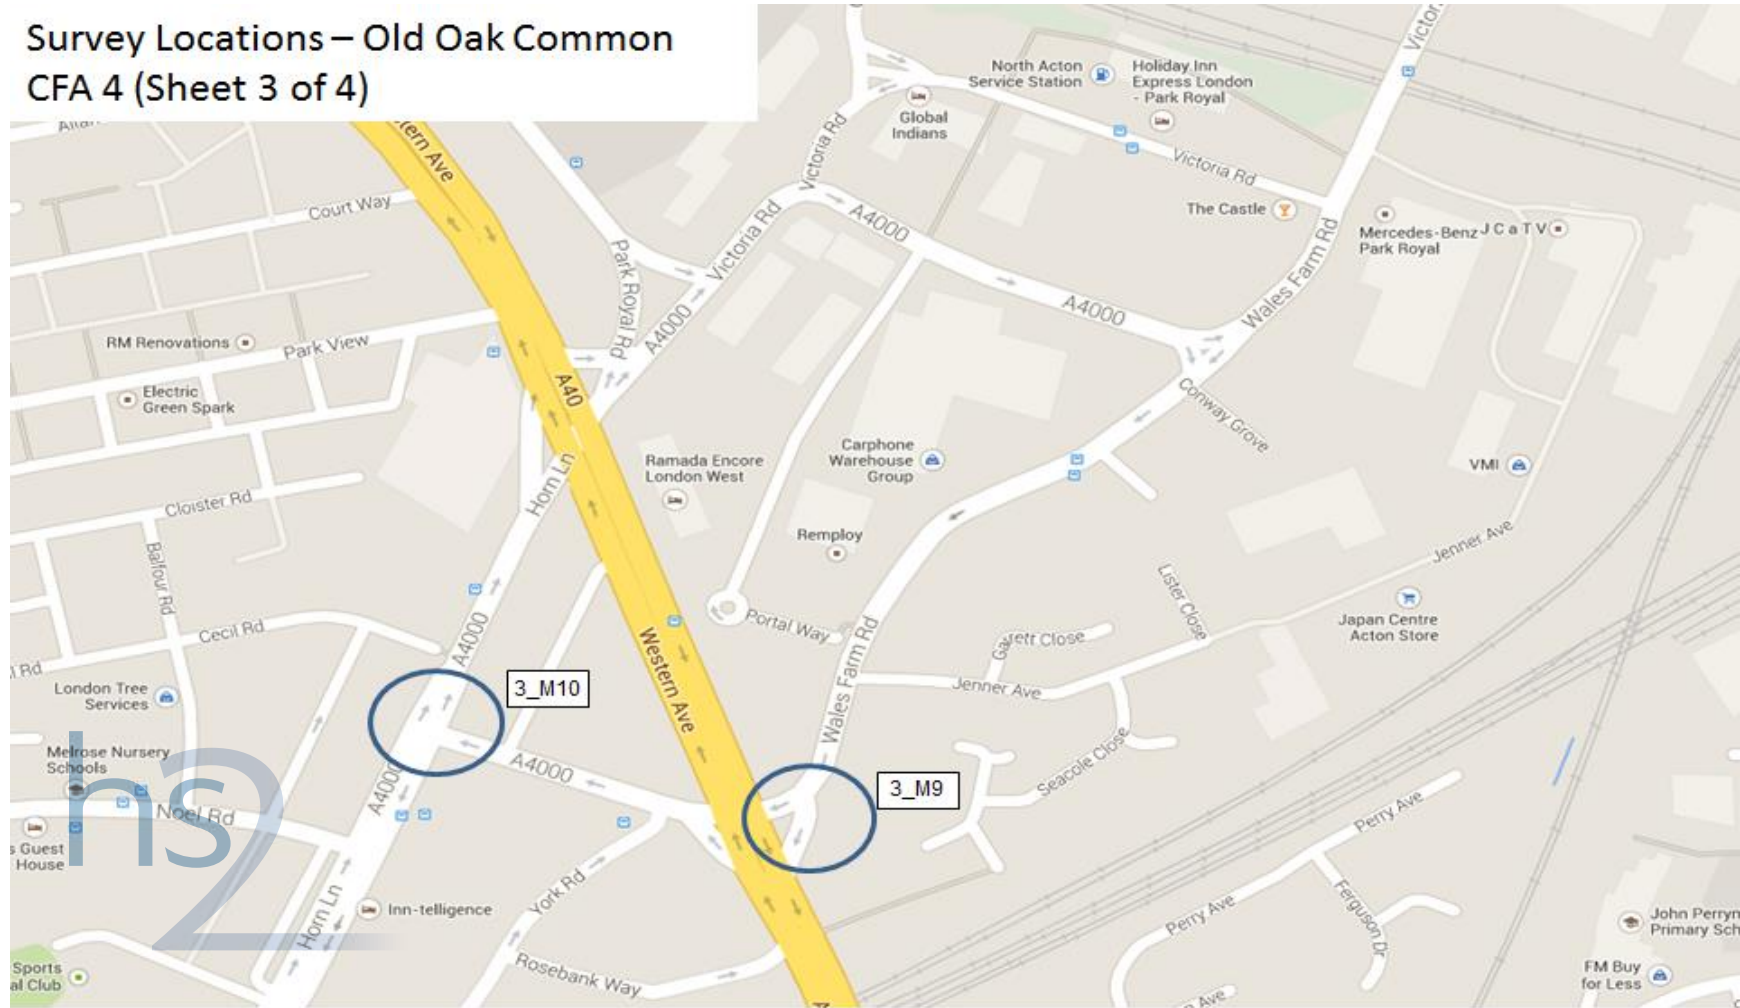 Survey Locations – Old Oak Common
CFA 4 (Sheet 3 of 4)
Victoria Rd
North Acton
Service Station
Holiday Inn
Express London
- Park Royal
Global
Indians
Victoria Rd
Court Way
The Castle
A4000
Mercedes-Benz
Park Royal
J C a T V
Park Royal Rd
Victoria Rd
A4000
Wales Farm Rd
A4000
RM Renovations
Park View
Electric
Green Spark
A40
Conway Grove
Carphone
Warehouse
Group
Ramada Encore
London West
VMI
Horn Ln
Cloister Rd
Remploy
Jenner Ave
Balfour Rd
Lister Close
Japan Centre
Acton Store
Portal Way
Cecil Rd
A4000
Western Ave
Wales Farm Rd
Garrett Close
Rd
London Tree
Services
3_M10
Jenner Ave
Melrose Nursery
Schools
A4000
A4000
3_M9
Seacole Close
Perry Ave
Noel Rd
hs2
s Guest
House
York Rd
Inn-telligence
Horn Ln
Perry Ave
Ferguson Dr
John Perryn
Primary Sch
Sports
al Club
Rosebank Way
FM Buy
for Less
Ave